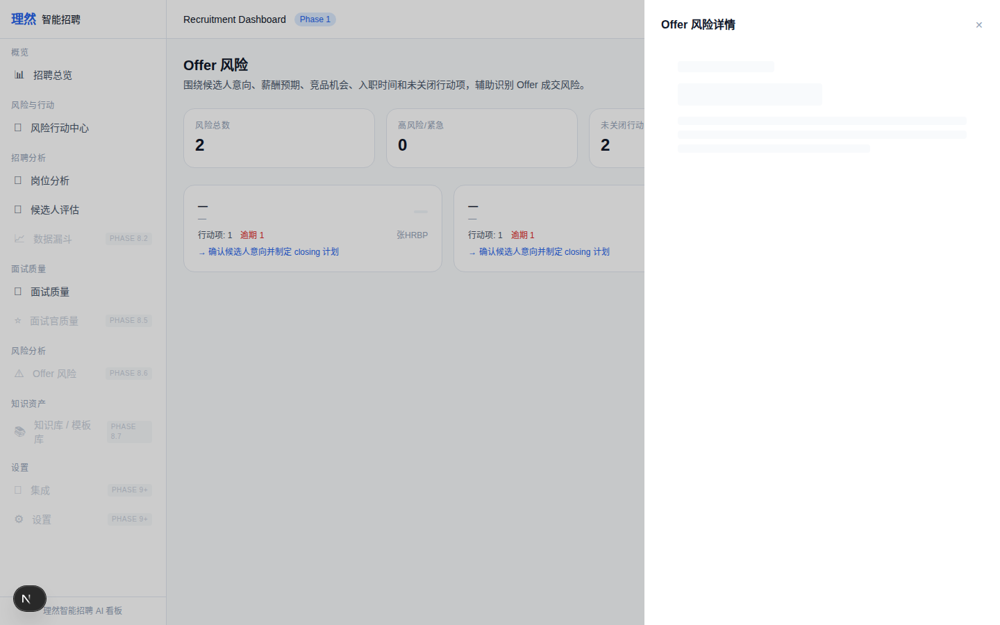 理然 智能招聘
概览
招聘总览
风险与行动
风险行动中心
招聘分析
岗位分析
候选人评估
数据漏斗 PHASE 8.2
面试质量
面试质量
面试官质量 PHASE 8.5
风险分析
Offer 风险 PHASE 8.6
知识资产
知识库 / 模板库 PHASE 8.7
设置
集成 PHASE 9+
设置 PHASE 9+
理然智能招聘 AI 看板
Recruitment Dashboard Phase 1
Offer 风险
围绕候选人意向、薪酬预期、竞品机会、入职时间和未关闭行动项，辅助识别 Offer 成交风险。
风险总数
2
高风险/紧急
0
未关闭行动
2
—
—
行动项: 1 逾期 1 张HRBP
→ 确认候选人意向并制定 closing 计划
—
—
行动项: 1 逾期 1
→ 确认候选人意向并制定 closing 计划
Offer 风险详情 ×